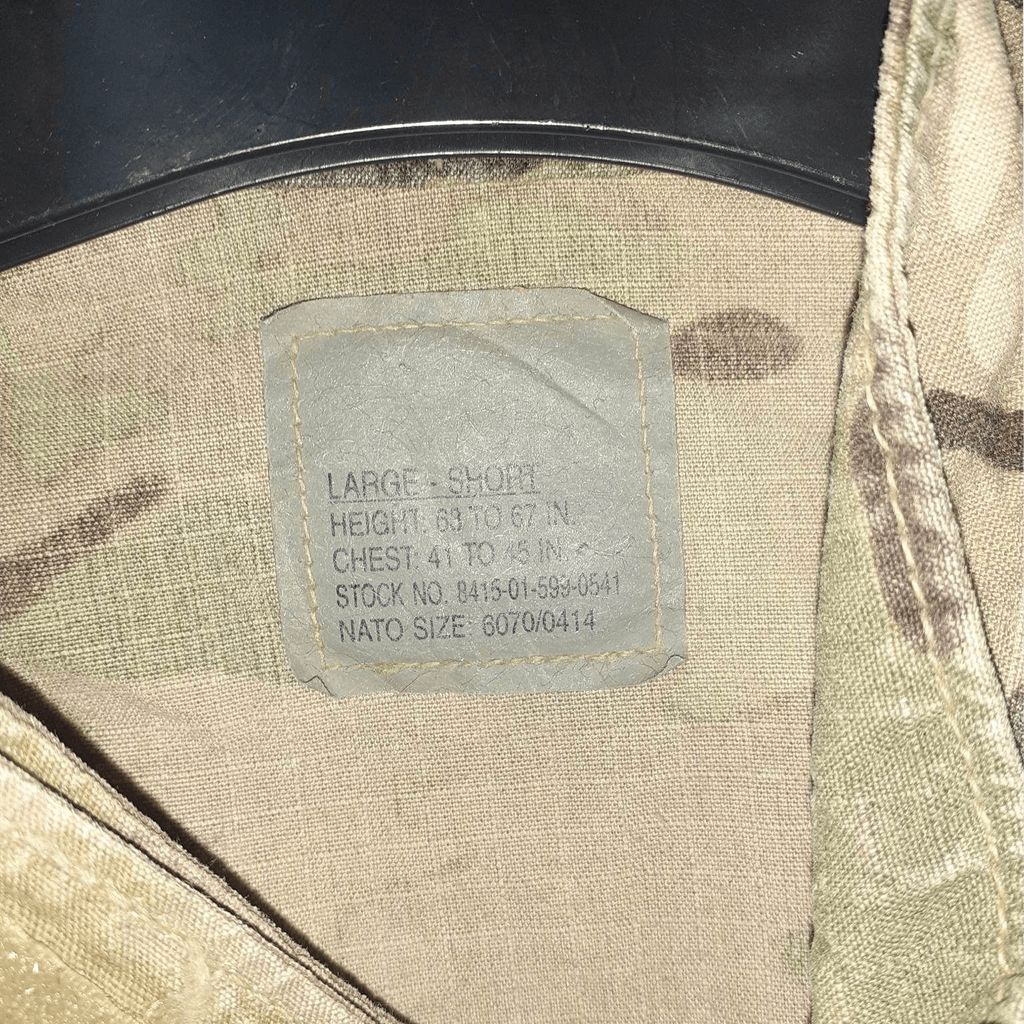 LARGE - SHORT
HEIGHT: 63 TO 67 IN.
CHEST: 41 TO 45 IN.
STOCK NO. 8415-01-599-0541
NATO SIZE: 6070/0414